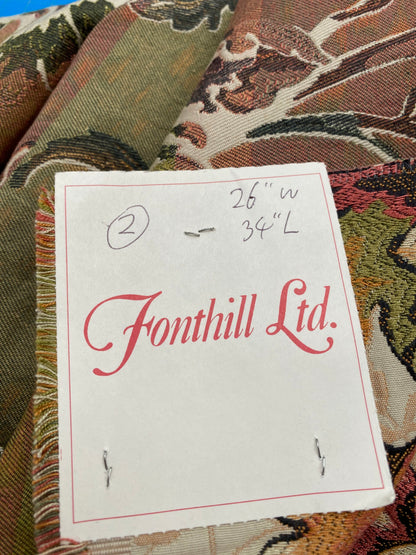 ② - 26" W
34" L
Fonthill Ltd.